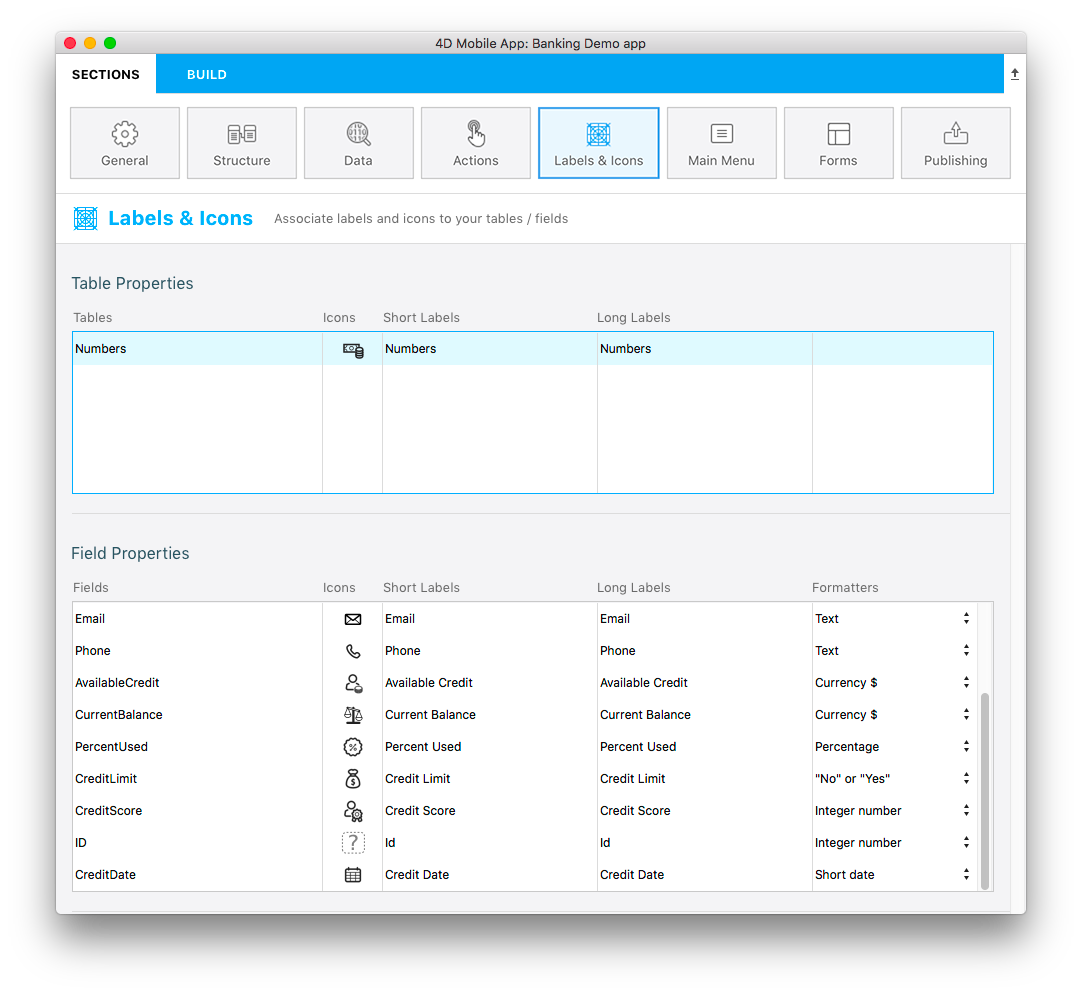 4D Mobile App: Banking Demo app
SECTIONS BUILD
General Structure Data Actions Labels & Icons Main Menu Forms Publishing
Labels & Icons Associate labels and icons to your tables / fields
Table Properties
Tables Icons Short Labels Long Labels
Numbers Numbers Numbers
Field Properties
Fields Icons Short Labels Long Labels Formatters
Email Email Email Text
Phone Phone Phone Text
AvailableCredit Available Credit Available Credit Currency $
CurrentBalance Current Balance Current Balance Currency $
PercentUsed % Percent Used Percent Used Percentage
CreditLimit $ Credit Limit Credit Limit "No" or "Yes"
CreditScore Credit Score Credit Score Integer number
ID ? Id Id Integer number
CreditDate Credit Date Credit Date Short date